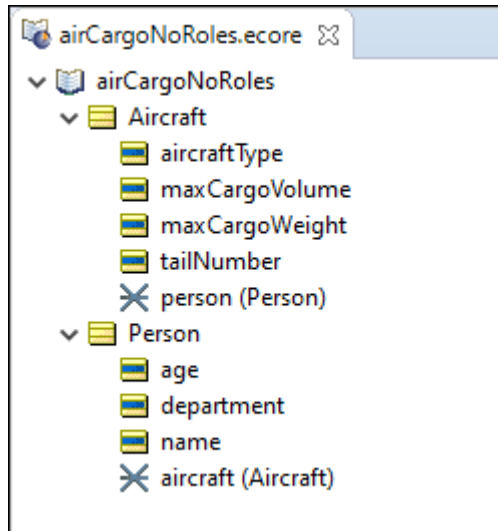 airCargoNoRoles.ecore
airCargoNoRoles
Aircraft
aircraftType
maxCargoVolume
maxCargoWeight
tailNumber
person (Person)
Person
age
department
name
aircraft (Aircraft)